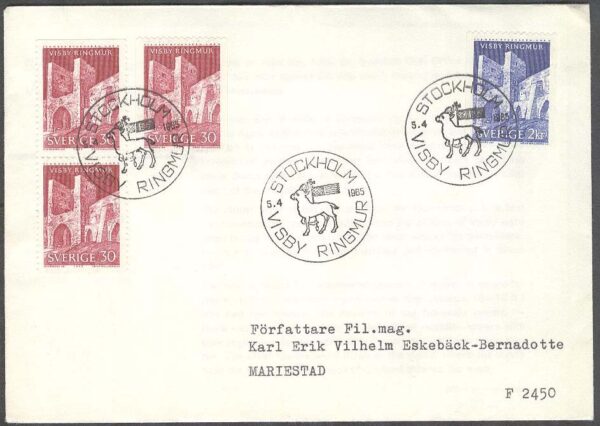 VISBY RINGMUR
SVERIGE 30
VISBY RINGMUR
SVERIGE 30
VISBY RINGMUR
SVERIGE 2kr
STOCKHOLM
VISBY RINGMUR
STOCKHOLM
5.4 1965
VISBY RINGMUR
VISBY RINGMUR
SVERIGE 30
STOCKHOLM
5.4 1965
VISBY RINGMUR
Författare Fil.mag.
Karl Erik Vilhelm Eskebäck-Bernadotte
MARIESTAD
F 2450